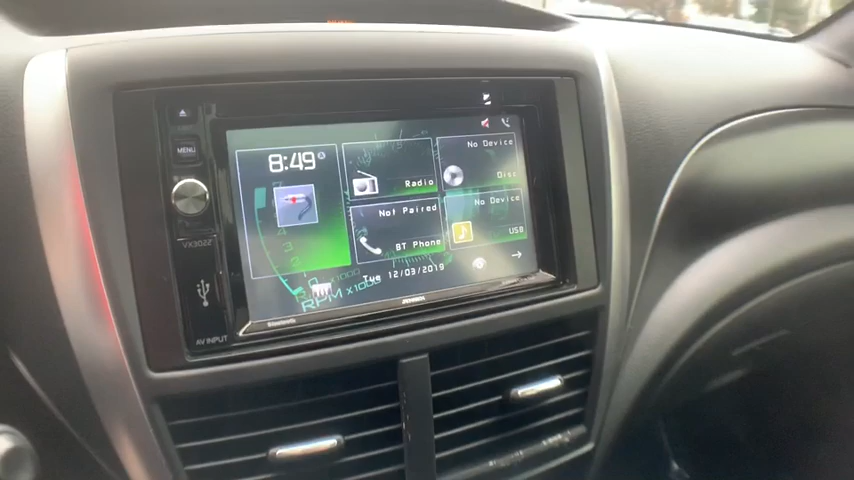 MENU
VX3022
AV INPUT
8:49
Radio
No Device
Disc
Not Paired
BT Phone
No Device
USB
Tue 12/03/2019
RPM x1000
JENSEN